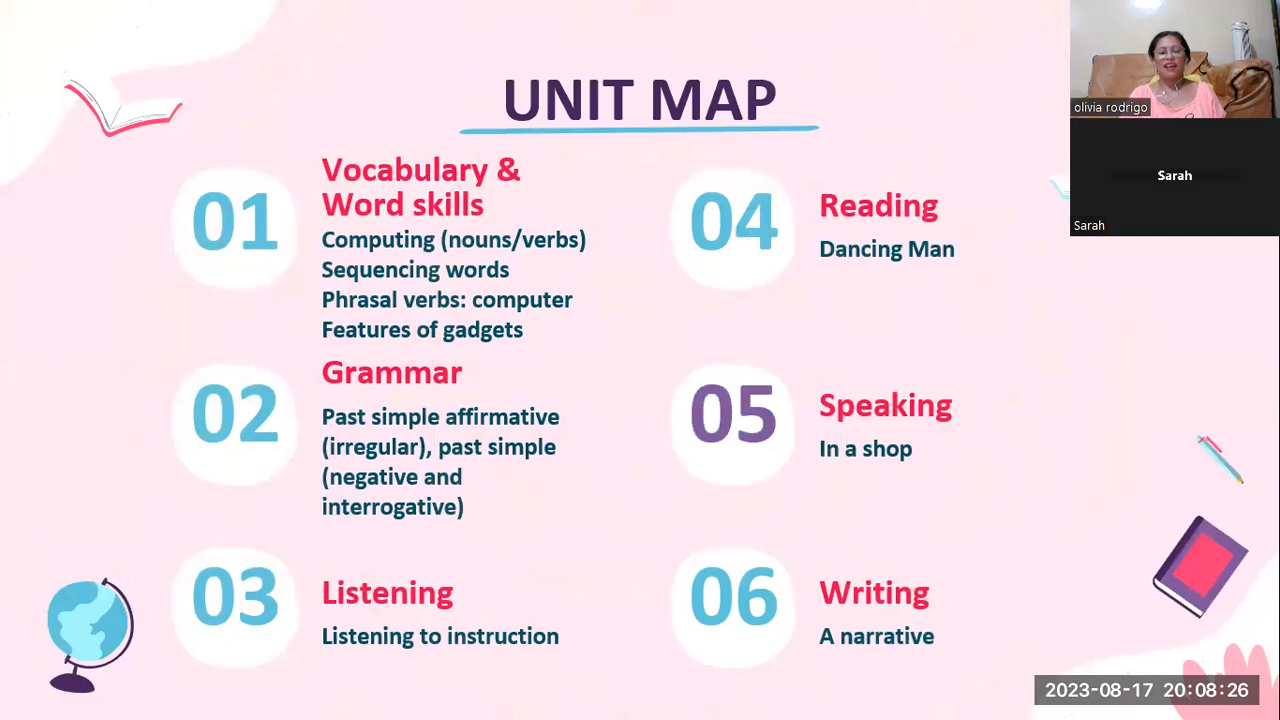 UNIT MAP
01
Vocabulary &
Word skills
Computing (nouns/verbs)
Sequencing words
Phrasal verbs: computer
Features of gadgets
02
Grammar
Past simple affirmative
(irregular), past simple
(negative and
interrogative)
03
Listening
Listening to instruction
04
Reading
Dancing Man
05
Speaking
In a shop
06
Writing
A narrative
olivia rodrigo
Sarah
Sarah
2023-08-17 20:08:26